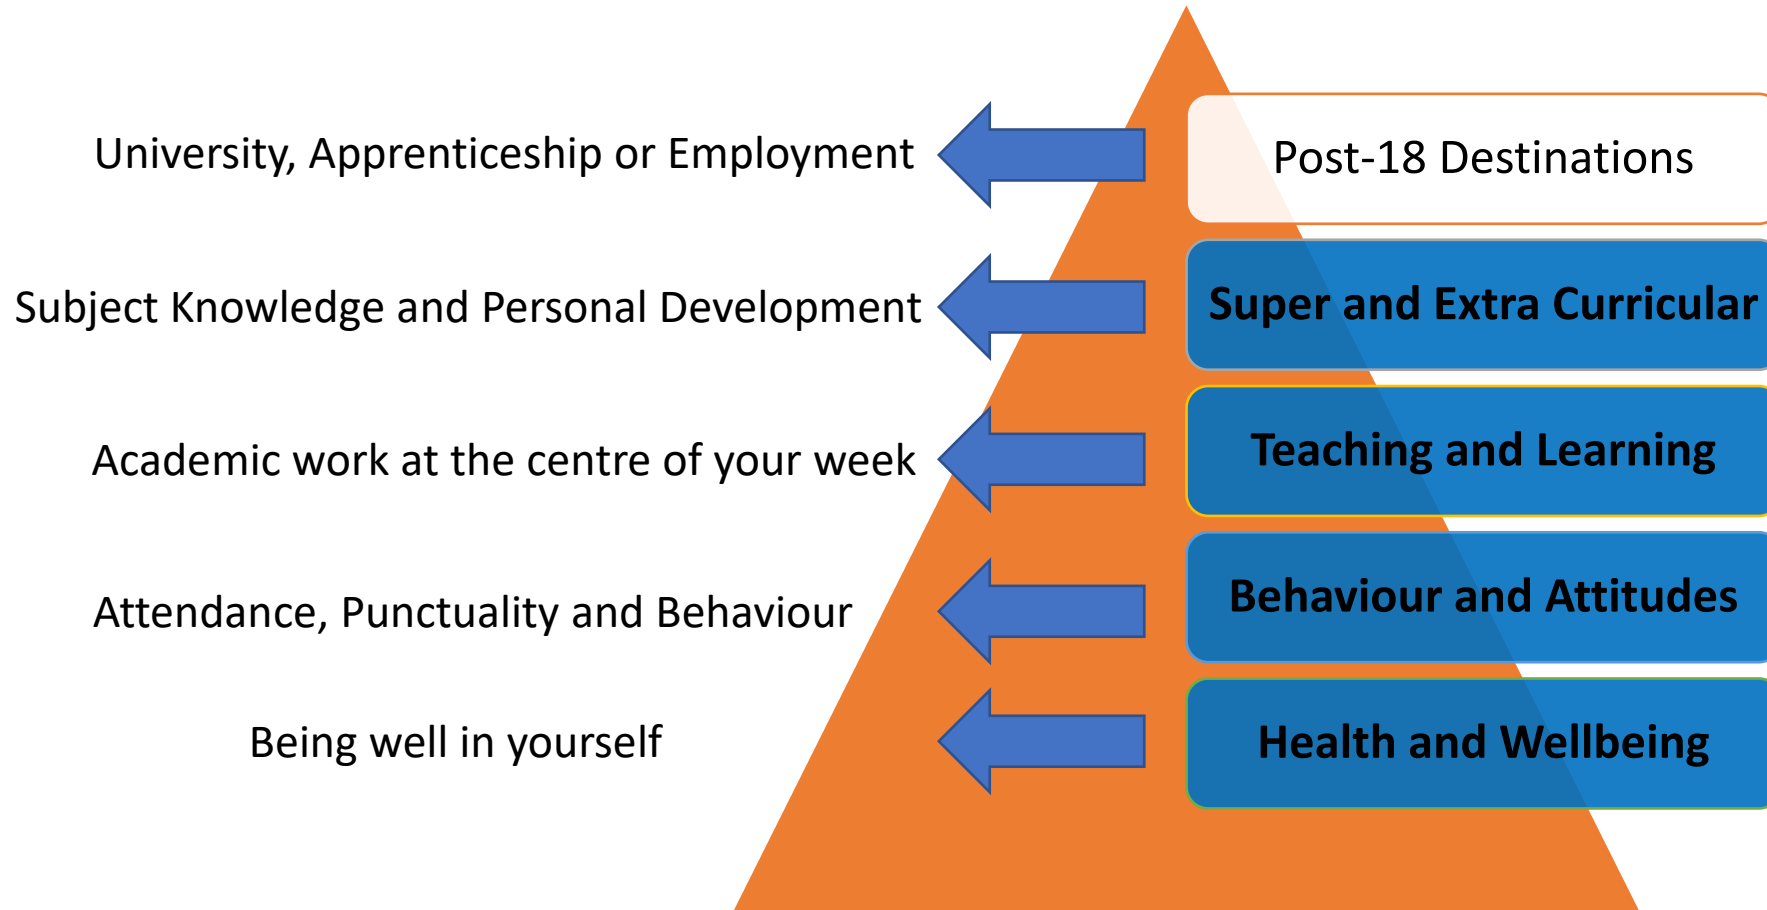 University, Apprenticeship or Employment
Post-18 Destinations
Subject Knowledge and Personal Development
Super and Extra Curricular
Academic work at the centre of your week
Teaching and Learning
Attendance, Punctuality and Behaviour
Behaviour and Attitudes
Being well in yourself
Health and Wellbeing